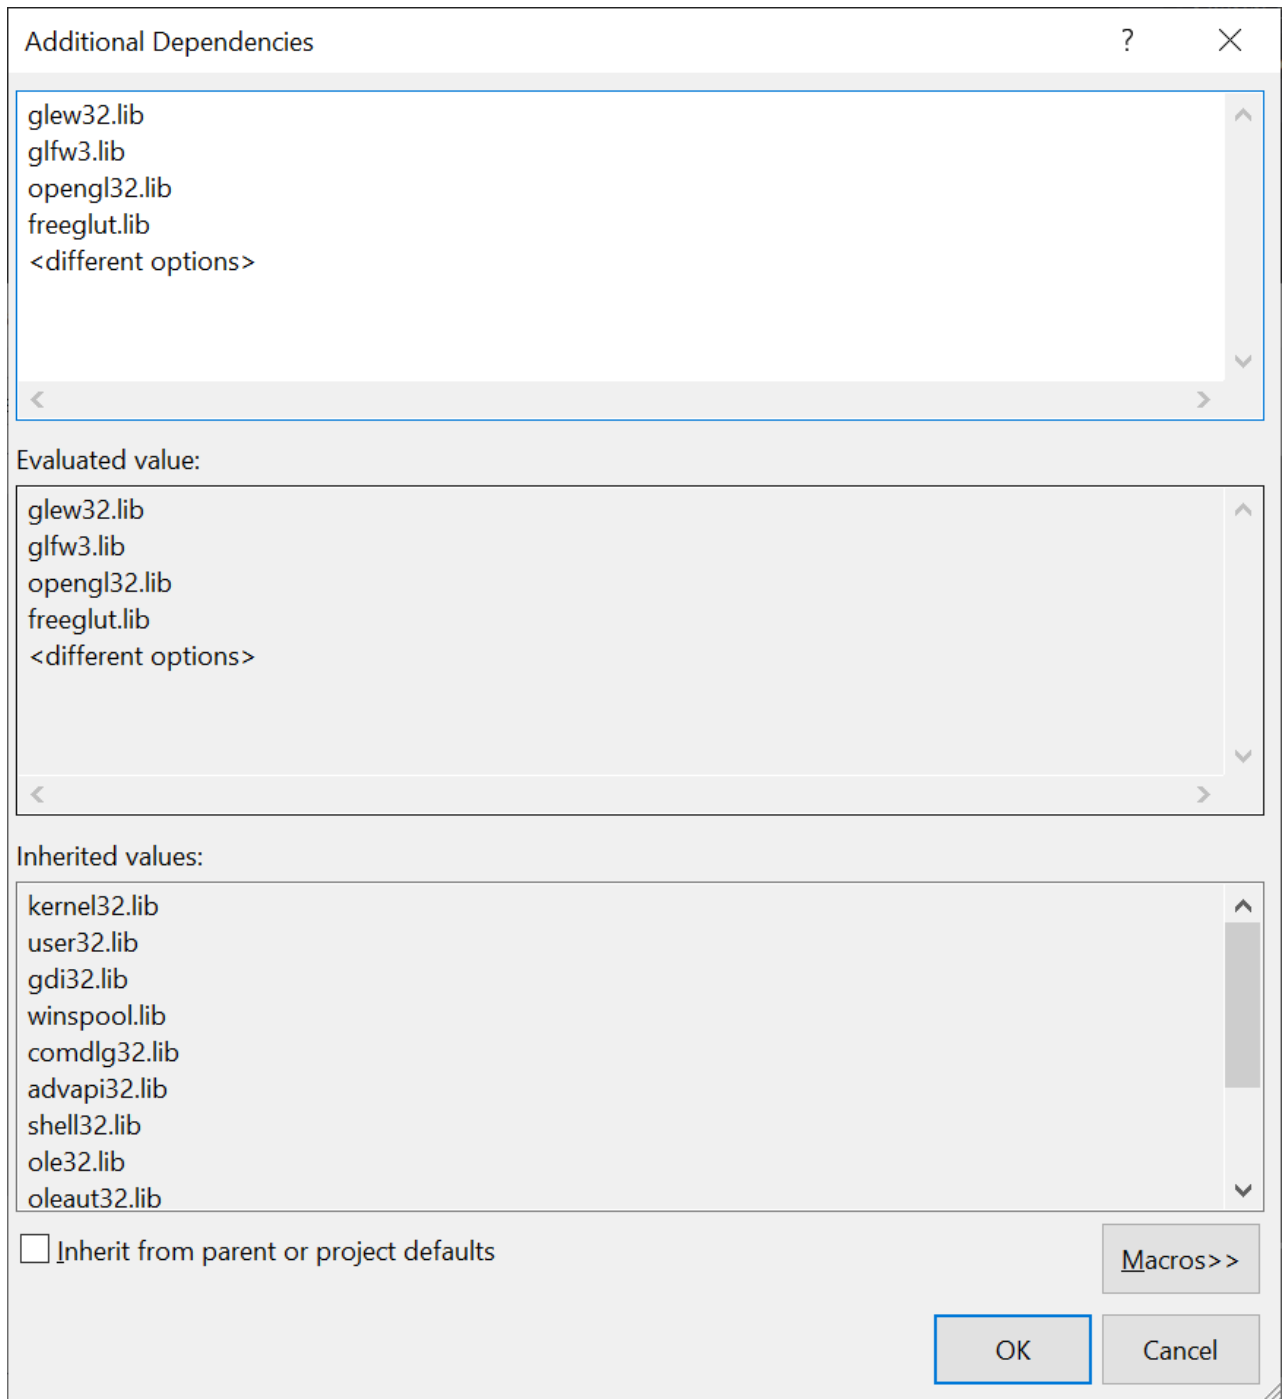 Additional Dependencies
?
glew32.lib
glfw3.lib
opengl32.lib
freeglut.lib
<different options>
Evaluated value:
glew32.lib
glfw3.lib
opengl32.lib
freeglut.lib
<different options>
Inherited values:
kernel32.lib
user32.lib
gdi32.lib
winspool.lib
comdlg32.lib
advapi32.lib
shell32.lib
ole32.lib
oleaut32.lib
Inherit from parent or project defaults
Macros>>
OK
Cancel